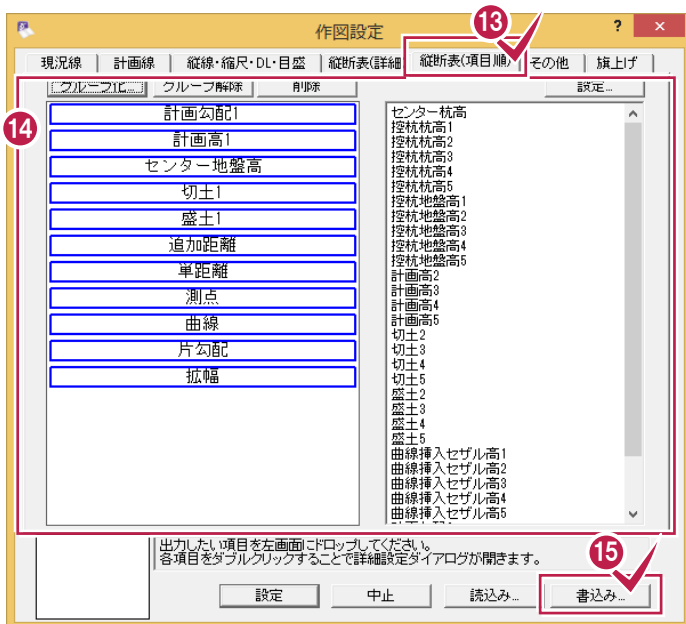 作図設定
?
×
13
現況線
計画線
縦線・縮尺・DL・目盛
縦断表(詳細
縦断表(項目順)
その他
旗上げ
グループ化...
グループ解除
削除
設定...
14
計画勾配1
計画高1
センター地盤高
切土1
盛土1
追加距離
単距離
測点
曲線
片勾配
拡幅
センター杭高
控杭杭高1
控杭杭高2
控杭杭高3
控杭杭高4
控杭杭高5
控杭地盤高1
控杭地盤高2
控杭地盤高3
控杭地盤高4
控杭地盤高5
計画高2
計画高3
計画高4
計画高5
切土2
切土3
切土4
切土5
盛土2
盛土3
盛土4
盛土5
曲線挿入セザル高1
曲線挿入セザル高2
曲線挿入セザル高3
曲線挿入セザル高4
曲線挿入セザル高5
出力したい項目を左画面にドロップしてください。
各項目をダブルクリックすることで詳細設定ダイアログが開きます。
15
設定
中止
読込み...
書込み...